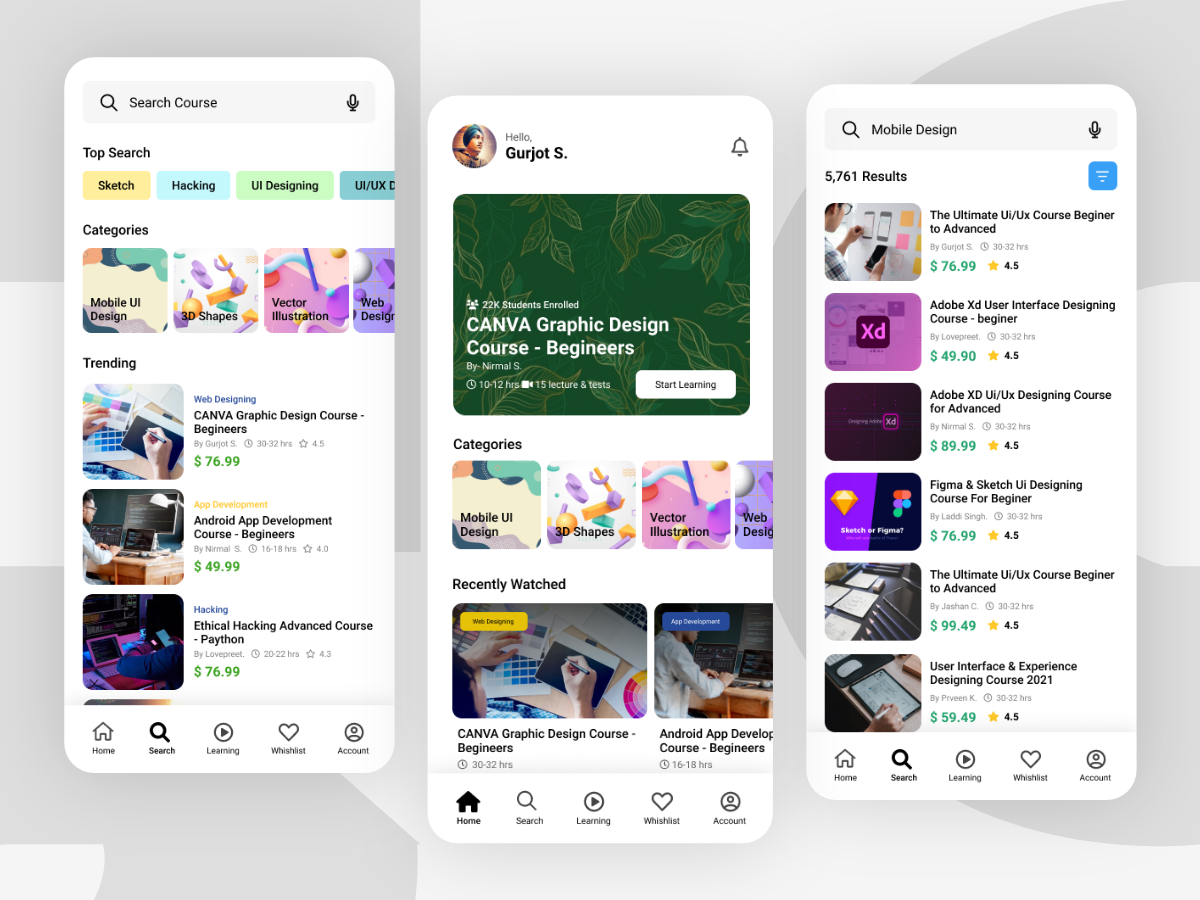 Search Course
Top Search
Sketch
Hacking
UI Designing
UI/UX D
Categories
Mobile UI
Design
3D Shapes
Vector
Illustration
Web
Desigr
Trending
Web Designing
CANVA Graphic Design Course -
Begineers
By Gurjot S. 30-32 hrs 4.5
$ 76.99
App Development
Android App Development
Course - Begineers
By Nirmal S. 16-18 hrs 4.0
$ 49.99
Hacking
Ethical Hacking Advanced Course
- Paython
By Lovepreet. 20-22 hrs 4.3
$ 76.99
Home
Search
Learning
Whishlist
Account
Hello,
Gurjot S.
22K Students Enrolled
CANVA Graphic Design
Course - Begineers
By- Nirmal S.
10-12 hrs 15 lecture & tests
Start Learning
Categories
Mobile UI
Design
3D Shapes
Vector
Illustration
Web
Desig
Recently Watched
Web Designing
App Development
CANVA Graphic Design Course -
Begineers
30-32 hrs
Android App Develop
Course - Begineers
16-18 hrs
Home
Search
Learning
Whishlist
Account
Mobile Design
5,761 Results
The Ultimate Ui/Ux Course Beginer
to Advanced
By Gurjot S. 30-32 hrs
$ 76.99 4.5
Xd
Adobe Xd User Interface Designing
Course - beginer
By Lovepreet. 30-32 hrs
$ 49.90 4.5
Designing Adobe Xd
Adobe XD Ui/Ux Designing Course
for Advanced
By Nirmal S. 30-32 hrs
$ 89.99 4.5
Sketch or Figma?
Figma & Sketch Ui Designing
Course For Beginer
By Laddi Singh. 30-32 hrs
$ 76.99 4.5
The Ultimate Ui/Ux Course Beginer
to Advanced
By Jashan C. 30-32 hrs
$ 99.49 4.5
User Interface & Experience
Designing Course 2021
By Prveen K. 30-32 hrs
$ 59.49 4.5
Home
Search
Learning
Whishlist
Account